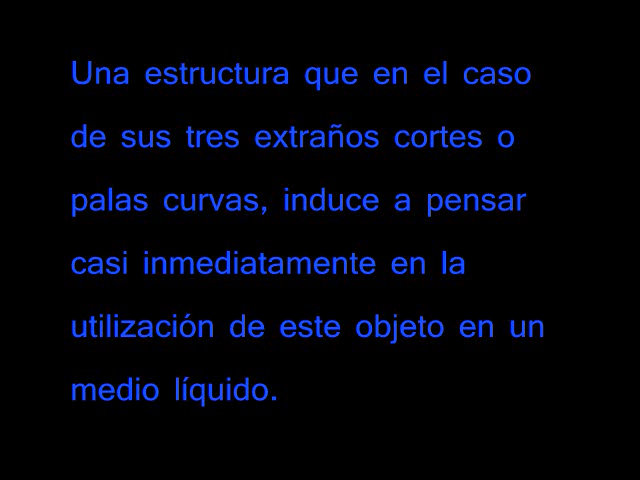 Una estructura que en el caso
de sus tres extraños cortes o
palas curvas, induce a pensar
casi inmediatamente en la
utilización de este objeto en un
medio líquido.